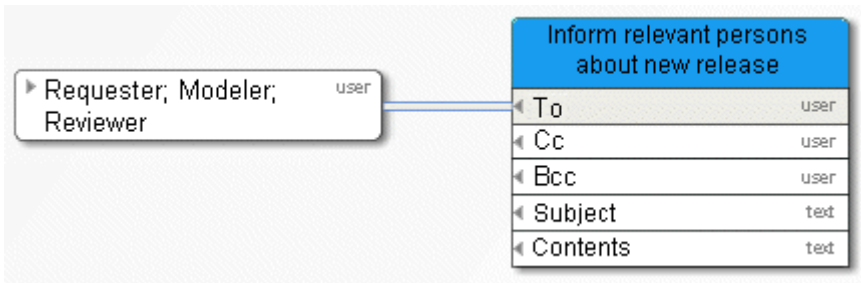 Inform relevant persons
about new release
Requester; Modeler; user
Reviewer
To user
Cc user
Bcc user
Subject text
Contents text